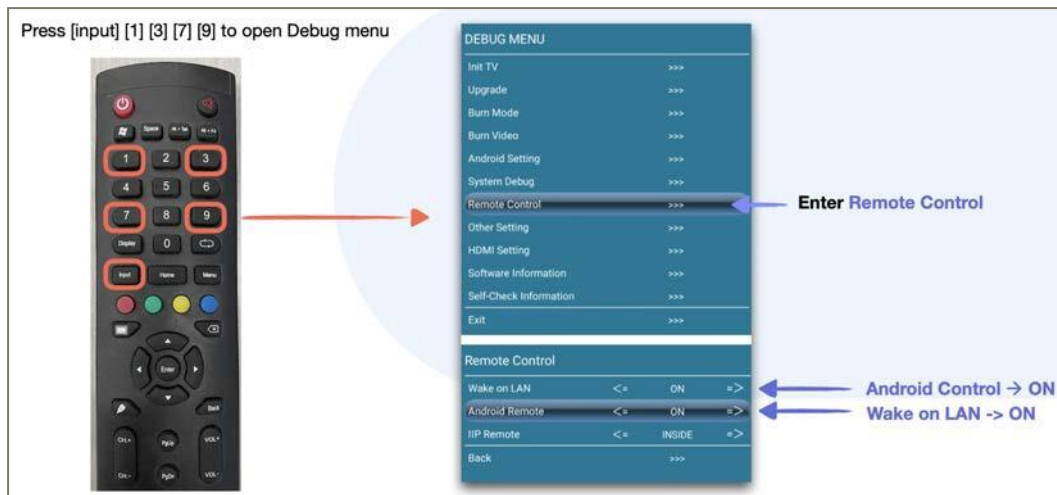 Press [input] [1] [3] [7] [9] to open Debug menu
Space
1 2 3
4 5 6
7 8 9
Display 0
Input Home Menu
Enter
Back
CH.+ PgUp VOL+
CH.- PgDn VOL-
DEBUG MENU
Init TV >>>
Upgrade >>>
Burn Mode >>>
Burn Video >>>
Android Setting >>>
System Debug >>>
Remote Control >>>
Other Setting >>>
HDMI Setting >>>
Software Information >>>
Self-Check Information >>>
Exit >>>
Enter Remote Control
Remote Control
Wake on LAN <= ON =>
Android Remote <= ON =>
IIP Remote <= INSIDE =>
Back >>>
Android Control → ON
Wake on LAN -> ON